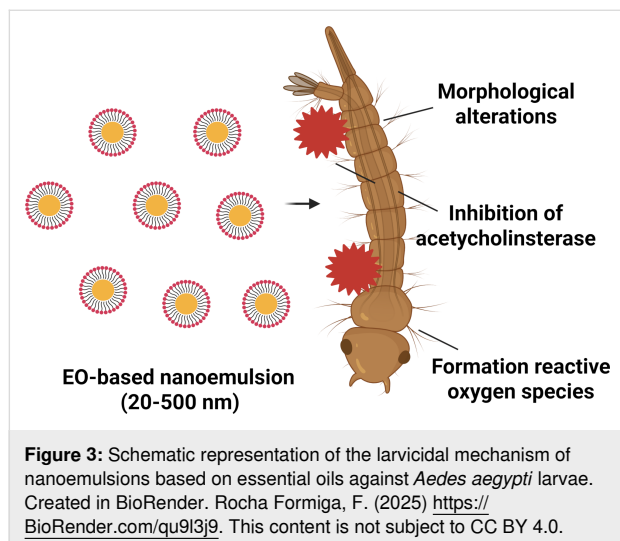 Morphological
alterations
Inhibition of
acetycholinsterase
Formation reactive
oxygen species
EO-based nanoemulsion
(20-500 nm)
Figure 3: Schematic representation of the larvicidal mechanism of
nanoemulsions based on essential oils against Aedes aegypti larvae.
Created in BioRender. Rocha Formiga, F. (2025) https://
BioRender.com/qu9l3j9. This content is not subject to CC BY 4.0.